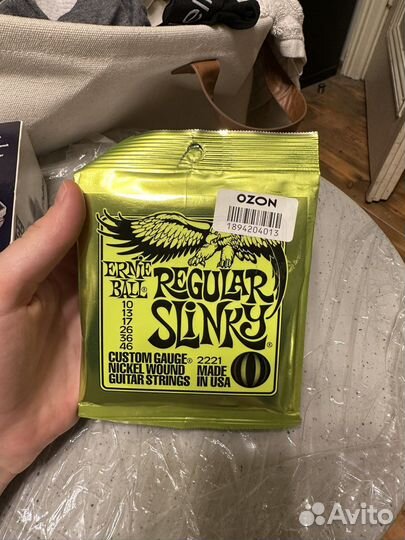 OZON
1894204013
ERNIE
BALL®
REGULAR
SLINKY®
10
13
17
26
36
46
CUSTOM GAUGE®
NICKEL WOUND
GUITAR STRINGS
2221
MADE
IN USA
Avito